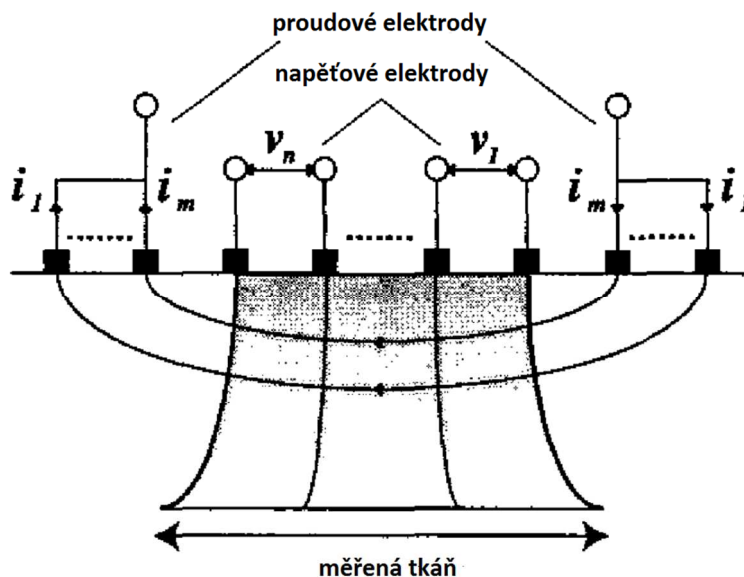 proudové elektrody
napěťové elektrody
v_n v_1
i_1 i_m i_m i_1
měřená tkáň